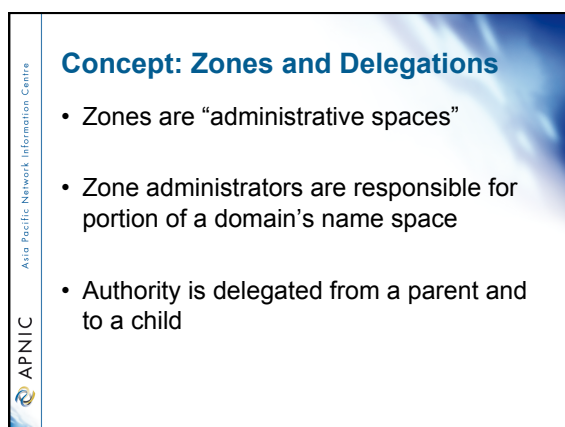 Concept: Zones and Delegations
• Zones are “administrative spaces”
• Zone administrators are responsible for
portion of a domain’s name space
• Authority is delegated from a parent and
to a child
Asia Pacific Network Information Centre
APNIC